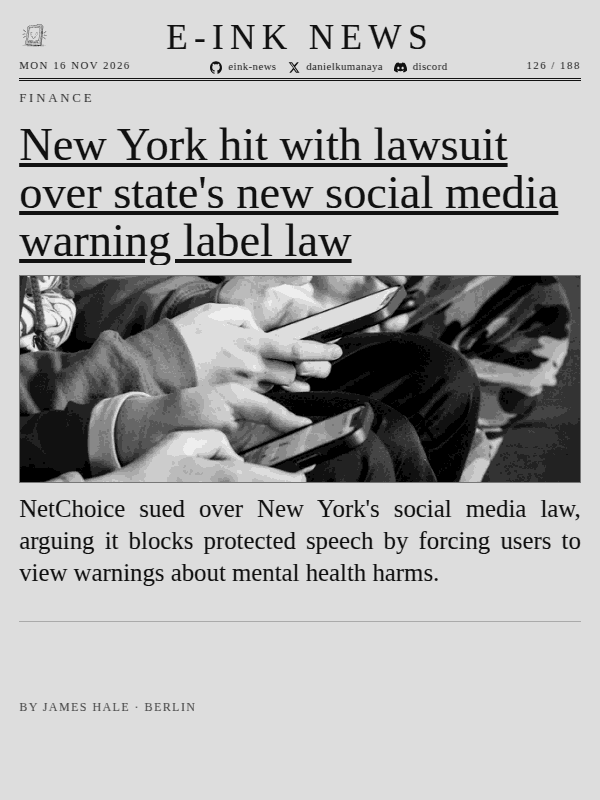 E-INK NEWS
MON 16 NOV 2026
eink-news
danielkumanaya
discord
126 / 188
FINANCE
New York hit with lawsuit
over state's new social media
warning label law
NetChoice sued over New York's social media law,
arguing it blocks protected speech by forcing users to
view warnings about mental health harms.
BY JAMES HALE · BERLIN